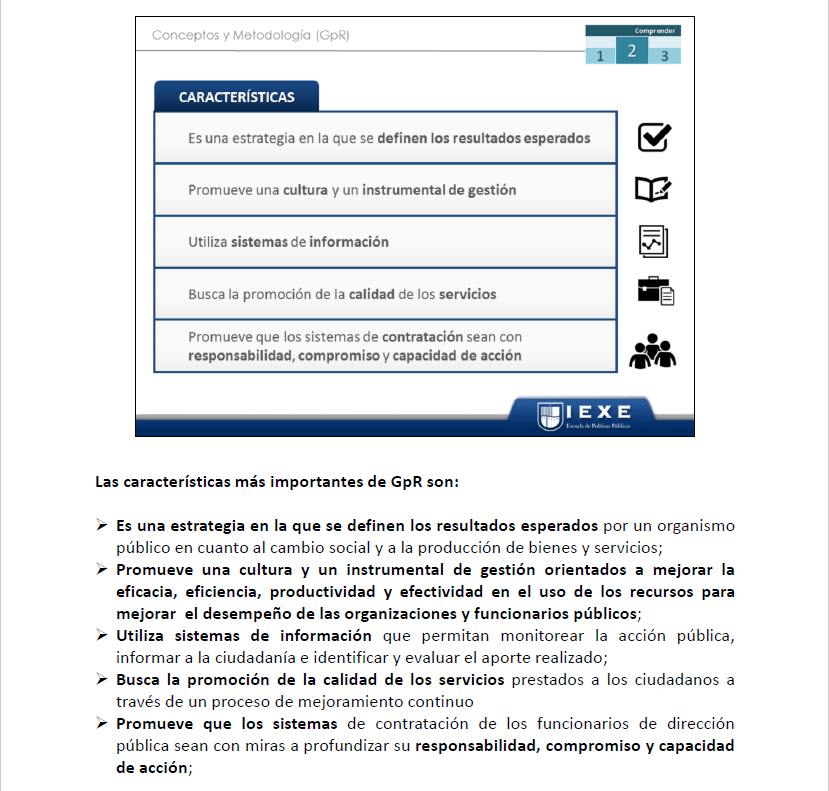 Conceptos y Metodología (GpR)
Comprender
1 2 3
CARACTERÍSTICAS
Es una estrategia en la que se definen los resultados esperados
Promueve una cultura y un instrumental de gestión
Utiliza sistemas de información
Busca la promoción de la calidad de los servicios
Promueve que los sistemas de contratación sean con
responsabilidad, compromiso y capacidad de acción
IEXE
Escuela de Políticas Públicas
Las características más importantes de GpR son:
➢ Es una estrategia en la que se definen los resultados esperados por un organismo
público en cuanto al cambio social y a la producción de bienes y servicios;
➢ Promueve una cultura y un instrumental de gestión orientados a mejorar la
eficacia, eficiencia, productividad y efectividad en el uso de los recursos para
mejorar el desempeño de las organizaciones y funcionarios públicos;
➢ Utiliza sistemas de información que permitan monitorear la acción pública,
informar a la ciudadanía e identificar y evaluar el aporte realizado;
➢ Busca la promoción de la calidad de los servicios prestados a los ciudadanos a
través de un proceso de mejoramiento continuo
➢ Promueve que los sistemas de contratación de los funcionarios de dirección
pública sean con miras a profundizar su responsabilidad, compromiso y capacidad
de acción;